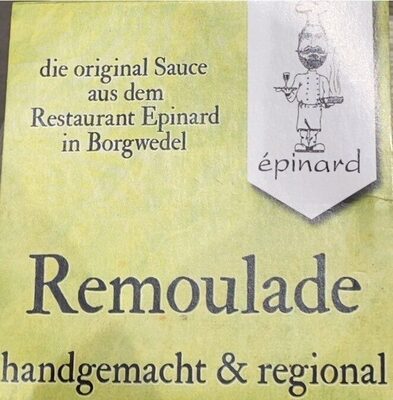 die original Sauce
aus dem
Restaurant Epinard
in Borgwedel
épinard
Remoulade
handgemacht & regional